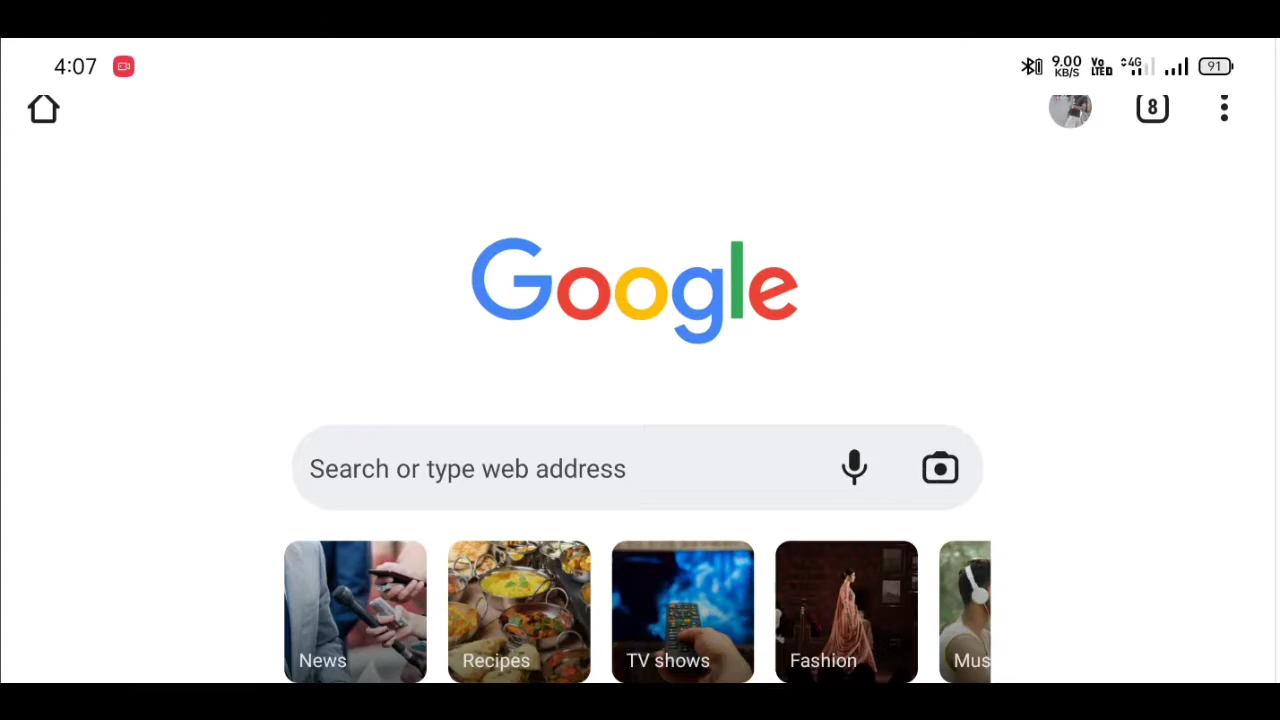 4:07 9.00 KB/S Vo LTE D 4G 91
8
Google
Search or type web address
News Recipes TV shows Fashion Mus